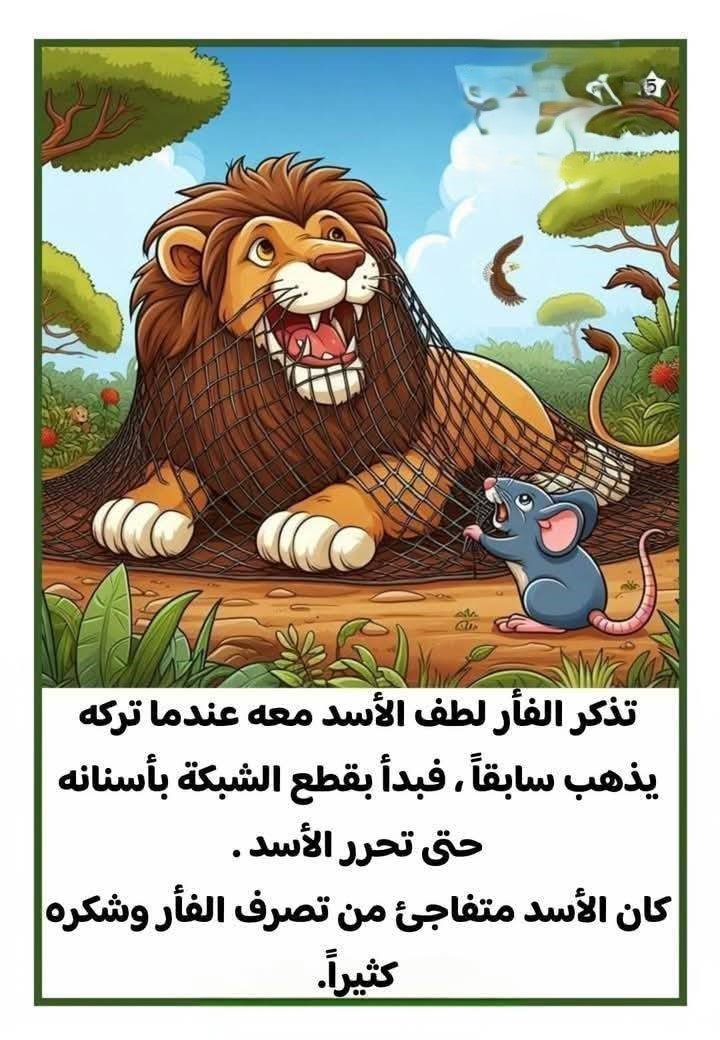 5
تذكر الفأر لطف الأسد معه عندما تركه
يذهب سابقاً ، فبدأ بقطع الشبكة بأسنانه
حتى تحرر الأسد .
كان الأسد متفاجئ من تصرف الفأر وشكره
كثيراً.